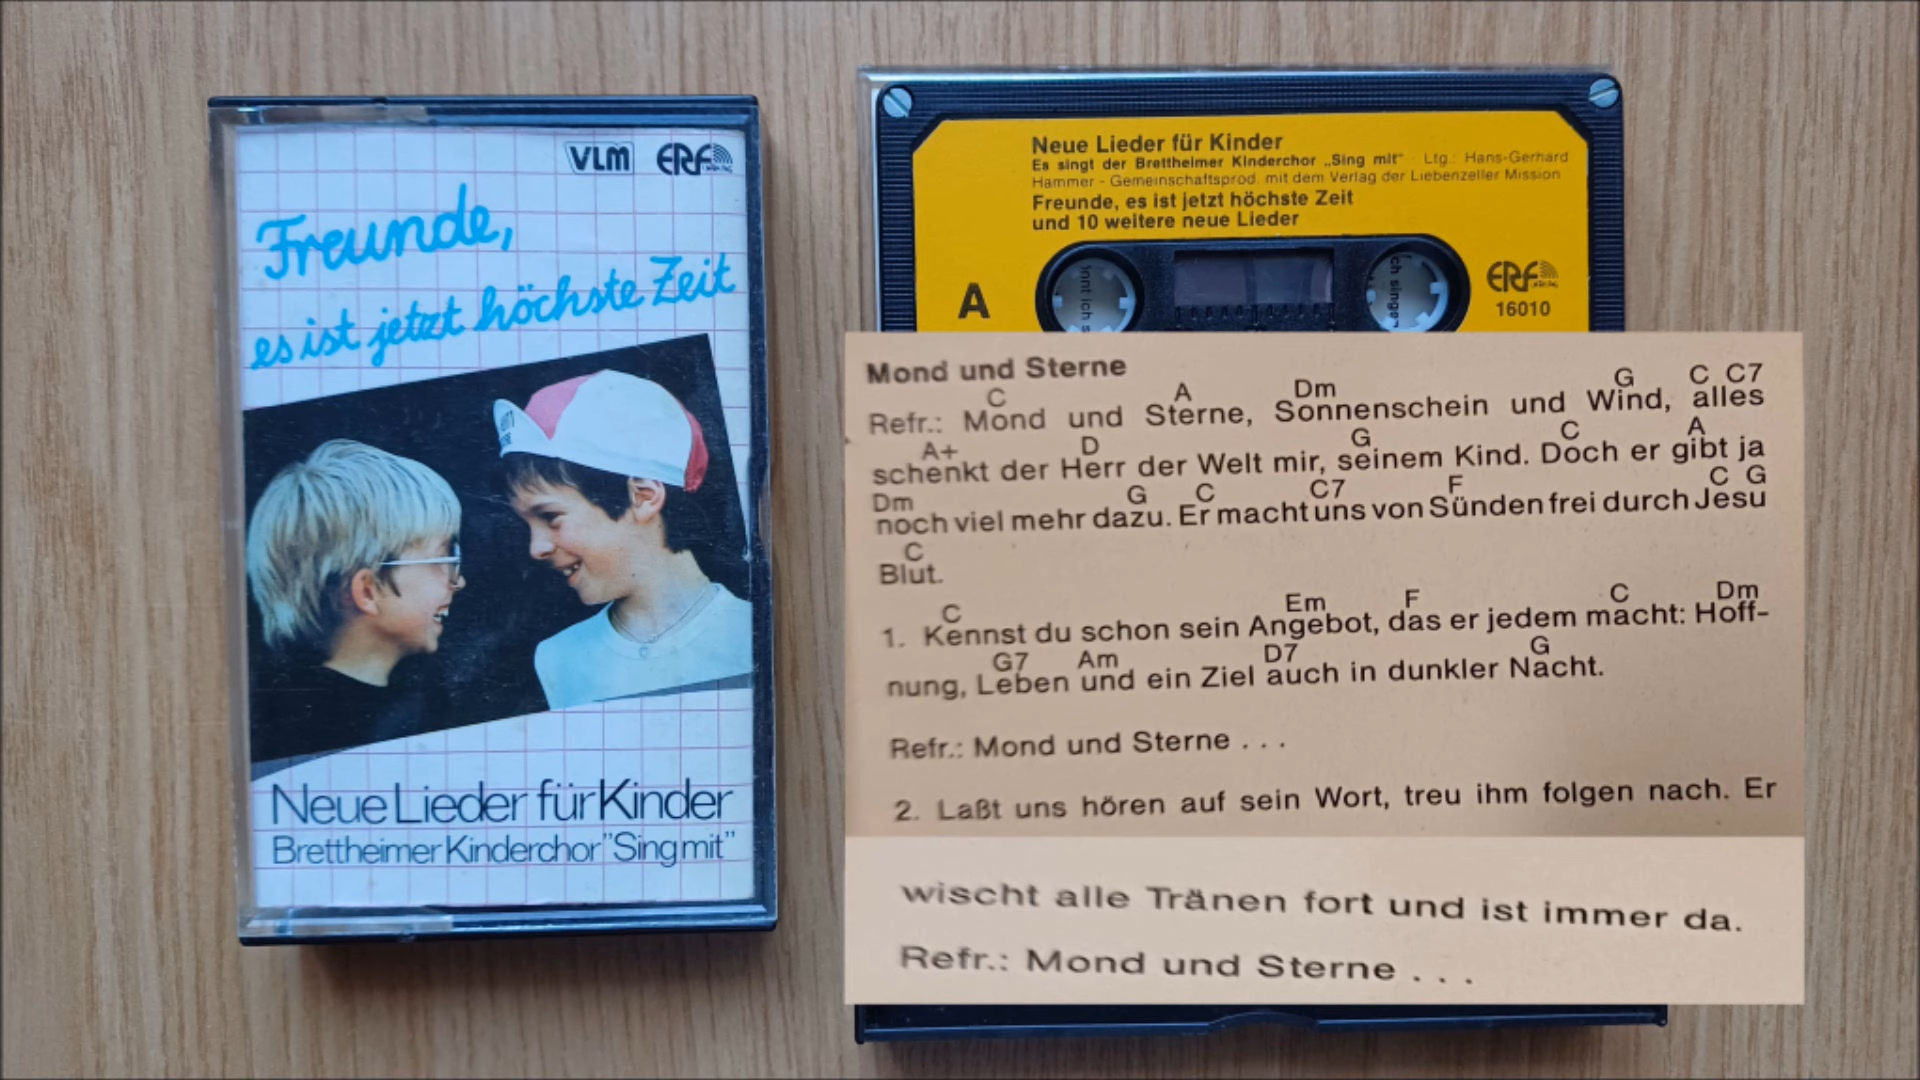 VLM ERF
Freunde,
es ist jetzt höchste Zeit
Neue Lieder für Kinder
Brettheimer Kinderchor "Sing mit"
Neue Lieder für Kinder
Es singt der Brettheimer Kinderchor „Sing mit“ - Ltg.: Hans-Gerhard
Hammer - Gemeinschaftsprod. mit dem Verlag der Liebenzeller Mission
Freunde, es ist jetzt höchste Zeit
und 10 weitere neue Lieder
A
ERF
16010
Mond und Sterne
C A Dm G C C7
Refr.: Mond und Sterne, Sonnenschein und Wind, alles
A+ D G C A
schenkt der Herr der Welt mir, seinem Kind. Doch er gibt ja
Dm G C C7 F C G
noch viel mehr dazu. Er macht uns von Sünden frei durch Jesu
C
Blut.
C Em F C Dm
1. Kennst du schon sein Angebot, das er jedem macht: Hoff-
G7 Am D7 G
nung, Leben und ein Ziel auch in dunkler Nacht.
Refr.: Mond und Sterne . . .
2. Laßt uns hören auf sein Wort, treu ihm folgen nach. Er
wischt alle Tränen fort und ist immer da.
Refr.: Mond und Sterne . . .